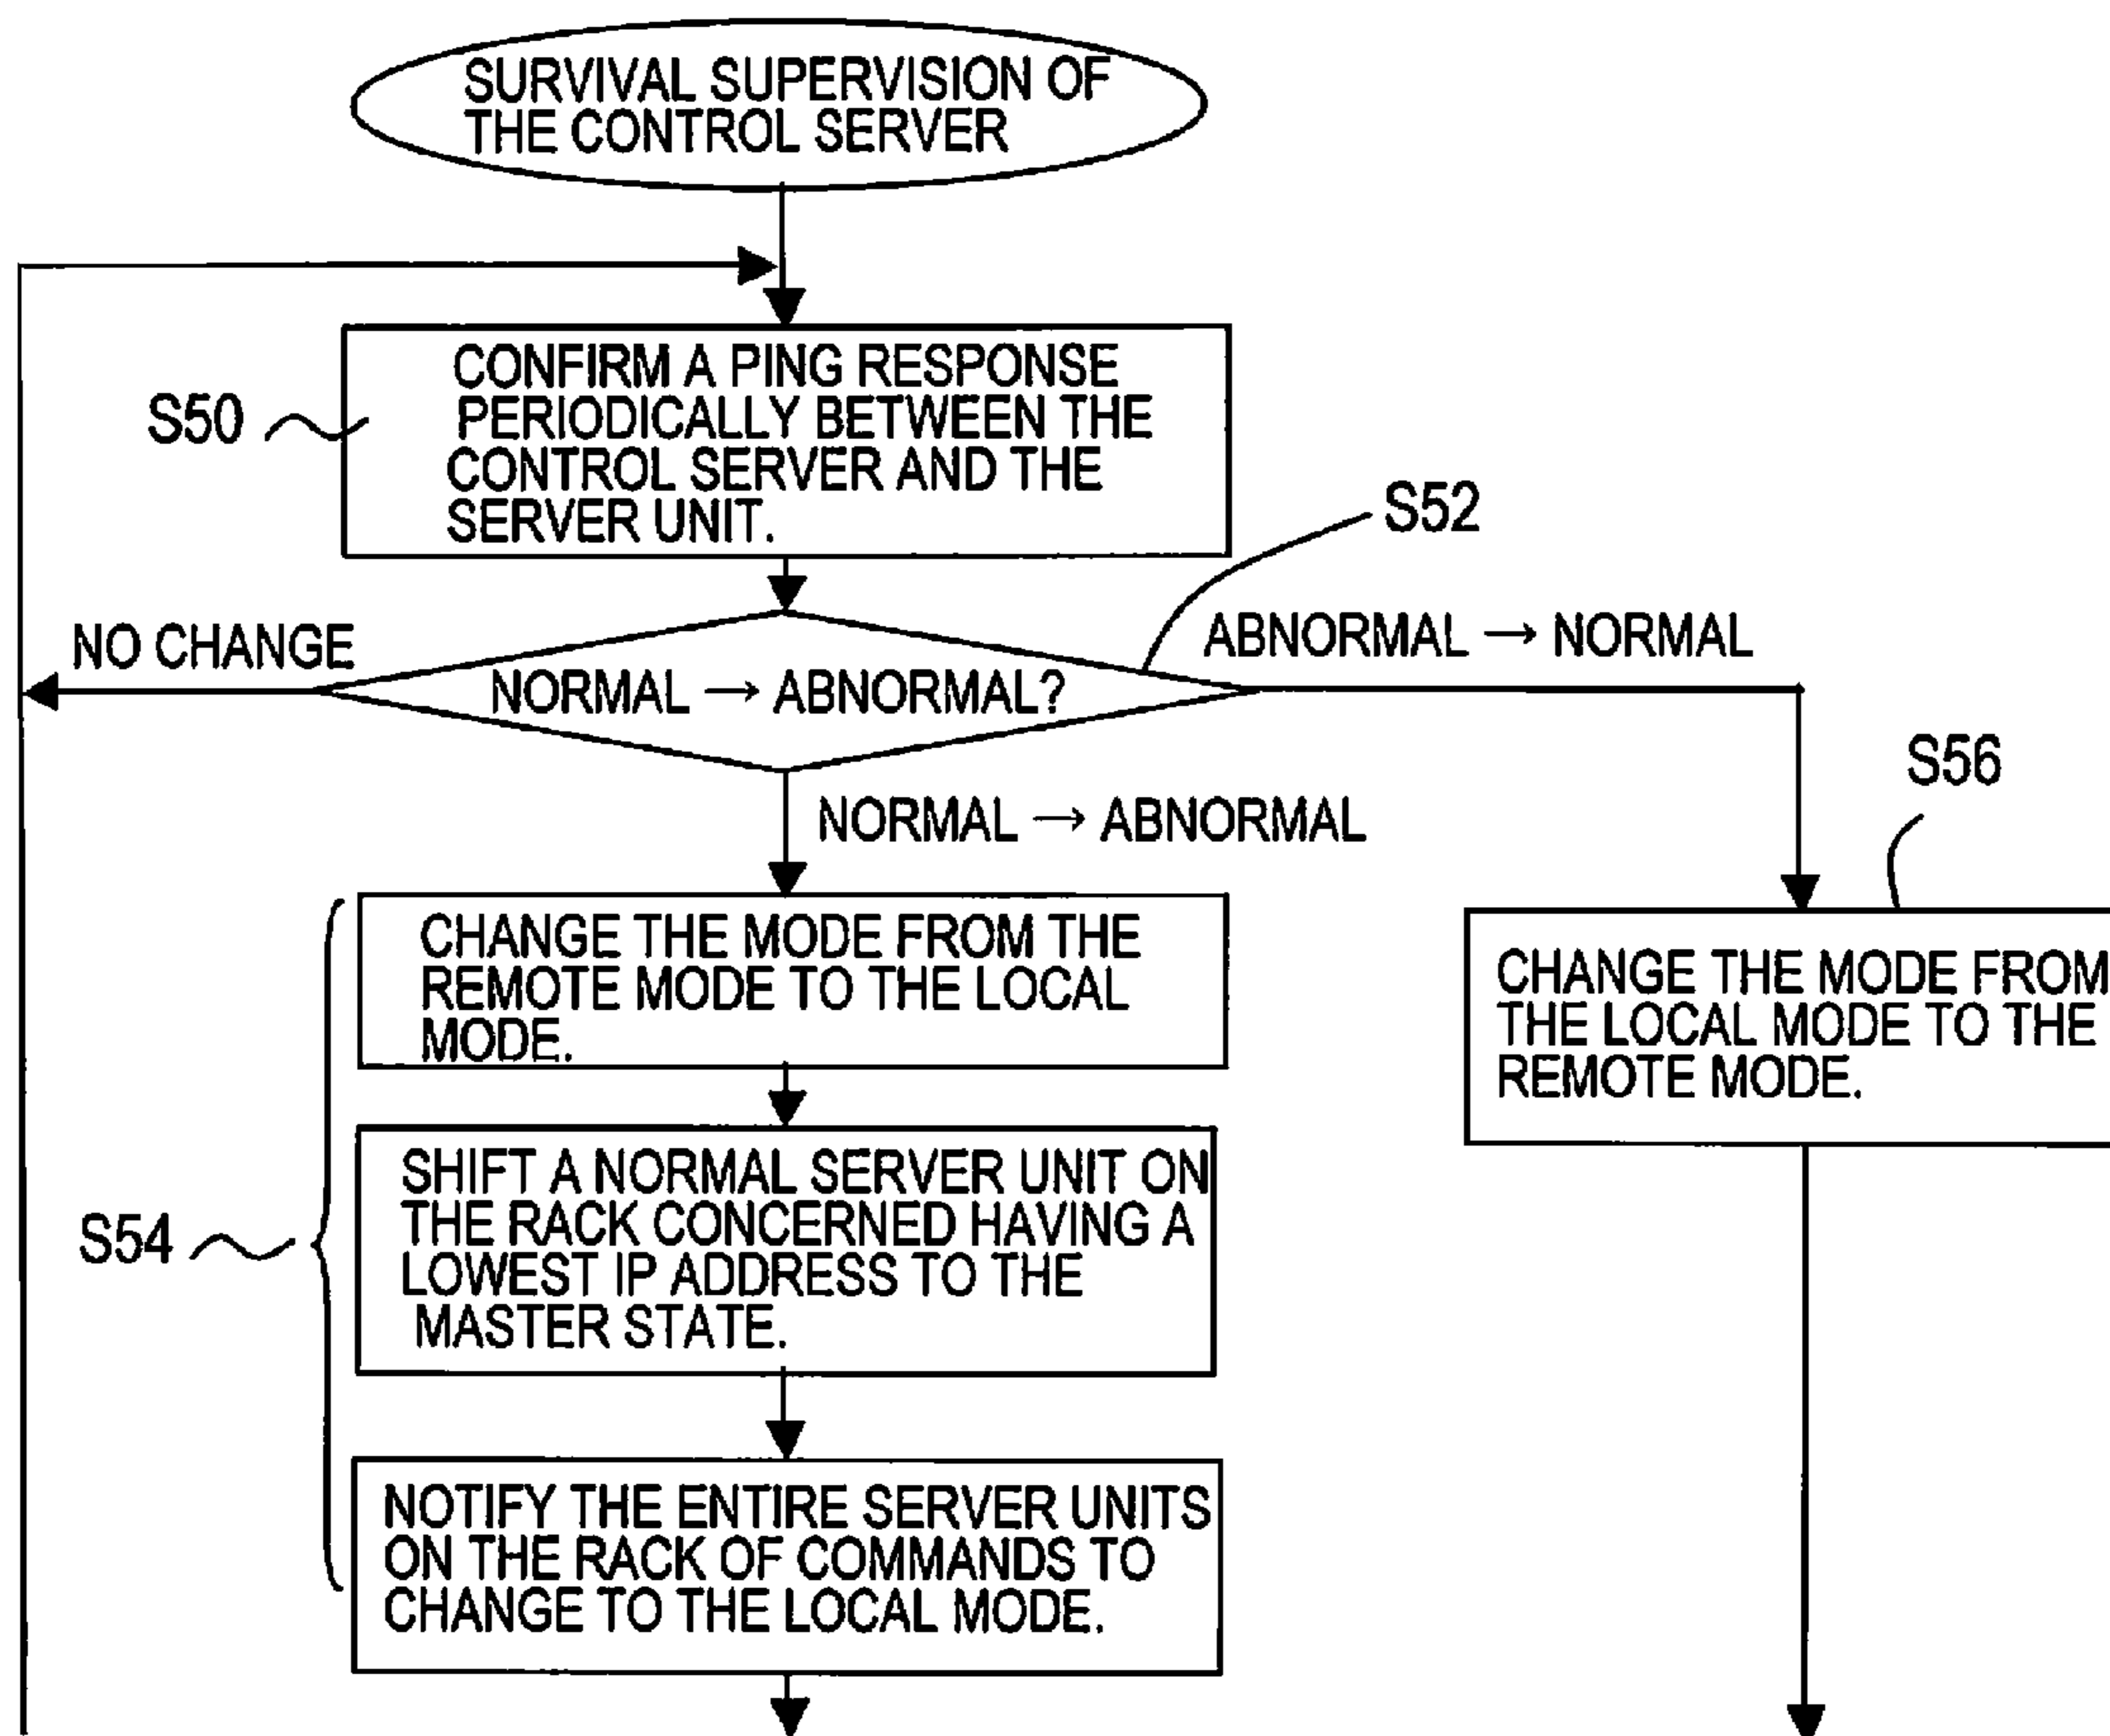 SURVIVAL SUPERVISION OF
THE CONTROL SERVER
S50
CONFIRM A PING RESPONSE
PERIODICALLY BETWEEN THE
CONTROL SERVER AND THE
SERVER UNIT.
S52
NO CHANGE
NORMAL → ABNORMAL?
ABNORMAL → NORMAL
NORMAL → ABNORMAL
S56
S54
CHANGE THE MODE FROM THE
REMOTE MODE TO THE LOCAL
MODE.
CHANGE THE MODE FROM
THE LOCAL MODE TO THE
REMOTE MODE.
SHIFT A NORMAL SERVER UNIT ON
THE RACK CONCERNED HAVING A
LOWEST IP ADDRESS TO THE
MASTER STATE.
NOTIFY THE ENTIRE SERVER UNITS
ON THE RACK OF COMMANDS TO
CHANGE TO THE LOCAL MODE.